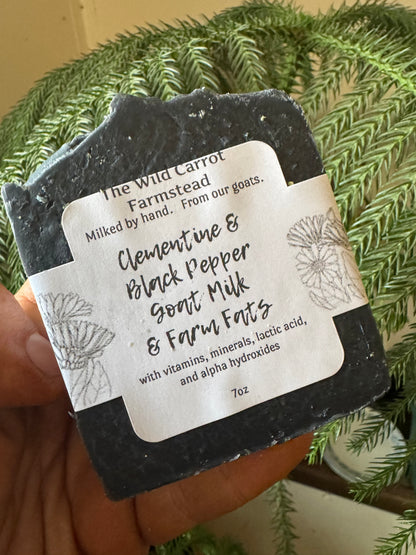 The Wild Carrot
Farmstead
Milked by hand. From our goats.
Clementine &
Black Pepper
Goat Milk
& Farm Fats
with vitamins, minerals, lactic acid,
and alpha hydroxides
7oz